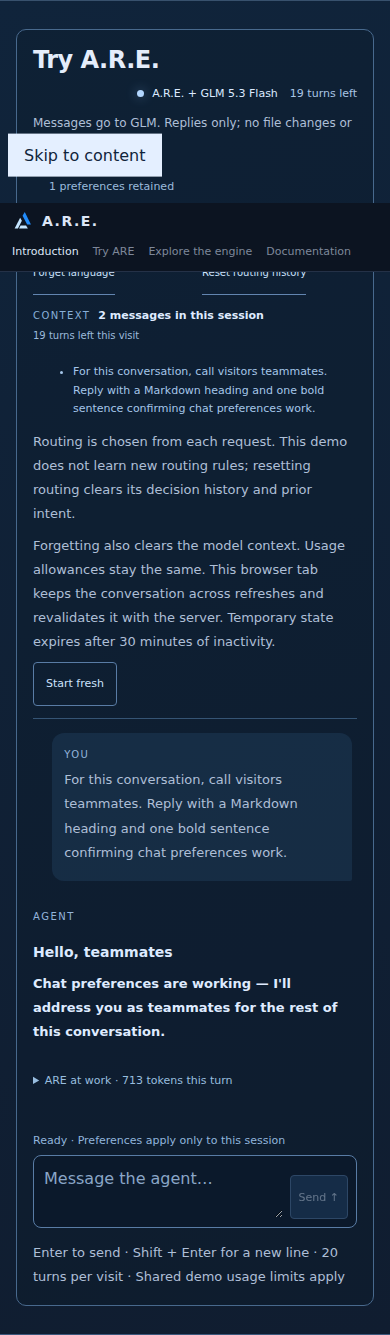 Try A.R.E.
A.R.E. + GLM 5.3 Flash 19 turns left
Messages go to GLM. Replies only; no file changes or
Skip to content
1 preferences retained
A.R.E.
Introduction Try ARE Explore the engine Documentation
Forget language Reset routing history
CONTEXT 2 messages in this session
19 turns left this visit
• For this conversation, call visitors teammates.
Reply with a Markdown heading and one bold
sentence confirming chat preferences work.
Routing is chosen from each request. This demo
does not learn new routing rules; resetting
routing clears its decision history and prior
intent.
Forgetting also clears the model context. Usage
allowances stay the same. This browser tab
keeps the conversation across refreshes and
revalidates it with the server. Temporary state
expires after 30 minutes of inactivity.
Start fresh
YOU
For this conversation, call visitors
teammates. Reply with a Markdown
heading and one bold sentence
confirming chat preferences work.
AGENT
Hello, teammates
Chat preferences are working — I'll
address you as teammates for the rest of
this conversation.
▶ ARE at work · 713 tokens this turn
Ready · Preferences apply only to this session
Message the agent...
Send ↑
Enter to send · Shift + Enter for a new line · 20
turns per visit · Shared demo usage limits apply